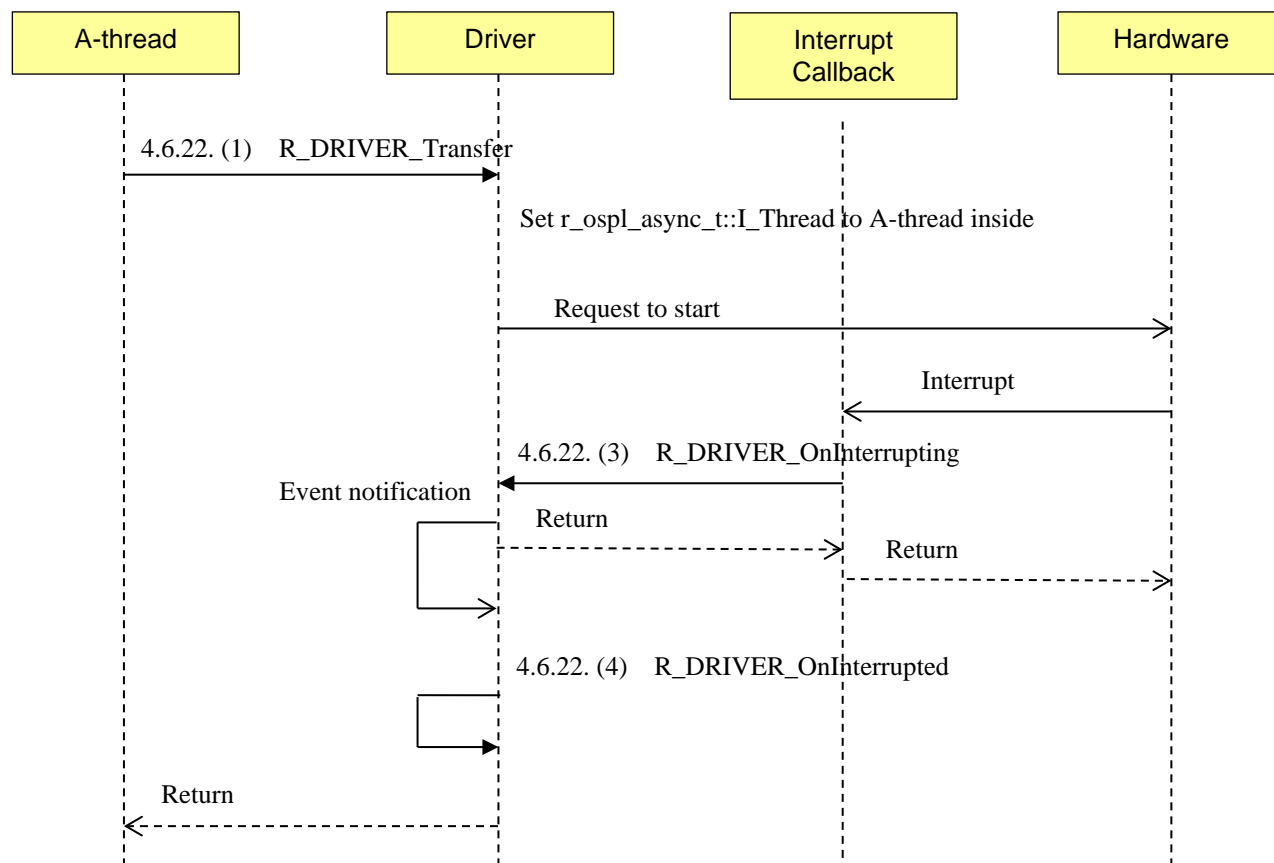 A-thread
Driver
Interrupt
Callback
Hardware
4.6.22. (1) R_DRIVER_Transfer
Set r_ospl_async_t::I_Thread to A-thread inside
Request to start
Interrupt
4.6.22. (3) R_DRIVER_OnInterrupting
Event notification
Return
Return
4.6.22. (4) R_DRIVER_OnInterrupted
Return